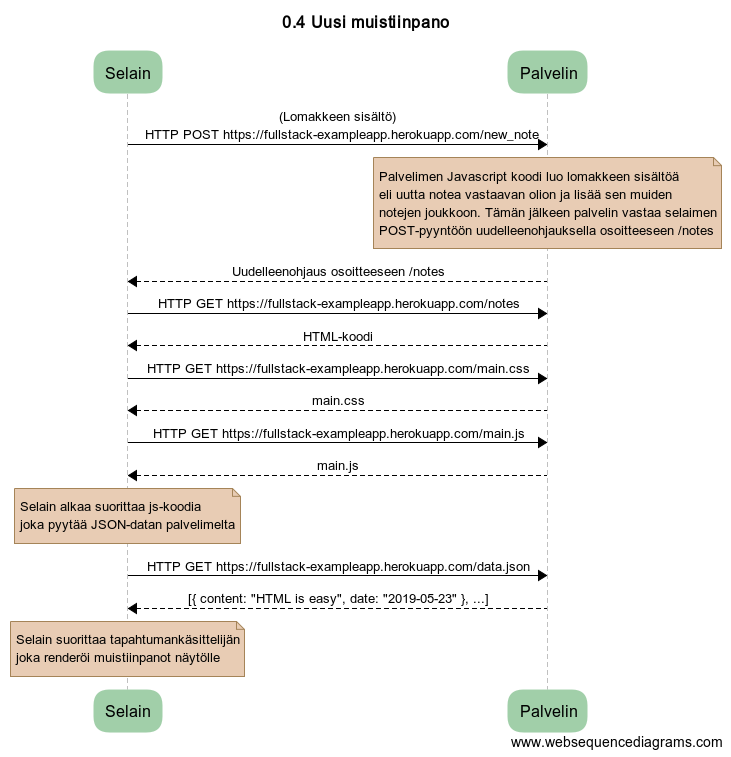 0.4 Uusi muistiinpano
Selain
Palvelin
(Lomakkeen sisältö)
HTTP POST https://fullstack-exampleapp.herokuapp.com/new_note
Palvelimen Javascript koodi luo lomakkeen sisältöä
eli uutta notea vastaavan olion ja lisää sen muiden
notejen joukkoon. Tämän jälkeen palvelin vastaa selaimen
POST-pyyntöön uudelleenohjauksella osoitteeseen /notes
Uudelleenohjaus osoitteeseen /notes
HTTP GET https://fullstack-exampleapp.herokuapp.com/notes
HTML-koodi
HTTP GET https://fullstack-exampleapp.herokuapp.com/main.css
main.css
HTTP GET https://fullstack-exampleapp.herokuapp.com/main.js
main.js
Selain alkaa suorittaa js-koodia
joka pyytää JSON-datan palvelimelta
HTTP GET https://fullstack-exampleapp.herokuapp.com/data.json
[{ content: "HTML is easy", date: "2019-05-23" }, ...]
Selain suorittaa tapahtumankäsittelijän
joka renderöi muistiinpanot näytölle
Selain
Palvelin
www.websequencediagrams.com